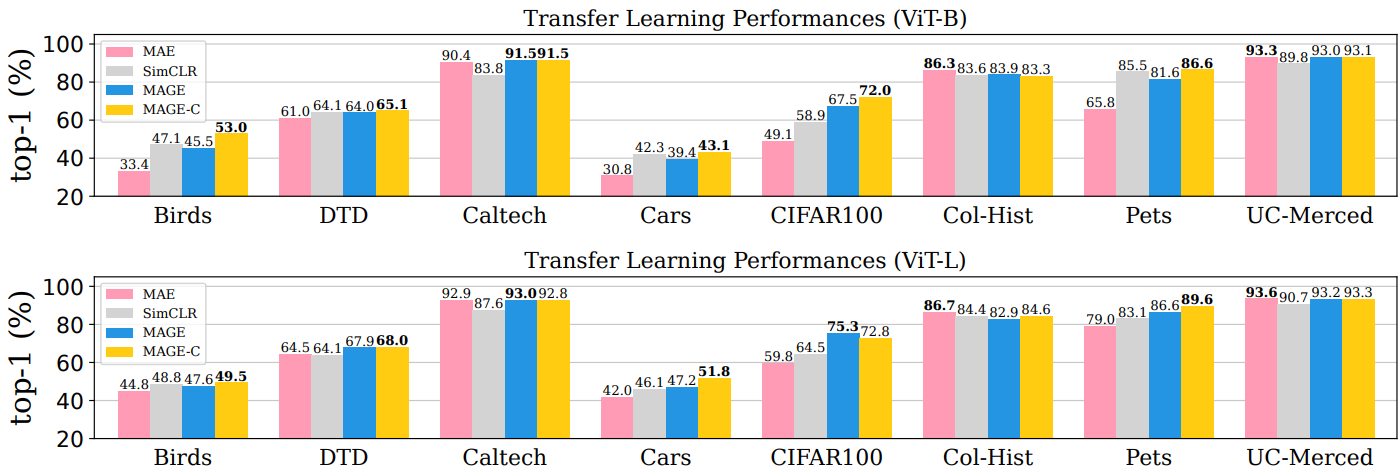 Transfer Learning Performances (ViT-B)
top-1 (%)
100
80
60
40
20
MAE
SimCLR
MAGE
MAGE-C
33.4 47.1 45.5 53.0
61.0 64.1 64.0 65.1
90.4 83.8 91.5 91.5
30.8 42.3 39.4 43.1
49.1 58.9 67.5 72.0
86.3 83.6 83.9 83.3
65.8 85.5 81.6 86.6
93.3 89.8 93.0 93.1
Birds DTD Caltech Cars CIFAR100 Col-Hist Pets UC-Merced
Transfer Learning Performances (ViT-L)
top-1 (%)
100
80
60
40
20
MAE
SimCLR
MAGE
MAGE-C
44.8 48.8 47.6 49.5
64.5 64.1 67.9 68.0
92.9 87.6 93.0 92.8
42.0 46.1 47.2 51.8
59.8 64.5 75.3 72.8
86.7 84.4 82.9 84.6
79.0 83.1 86.6 89.6
93.6 90.7 93.2 93.3
Birds DTD Caltech Cars CIFAR100 Col-Hist Pets UC-Merced